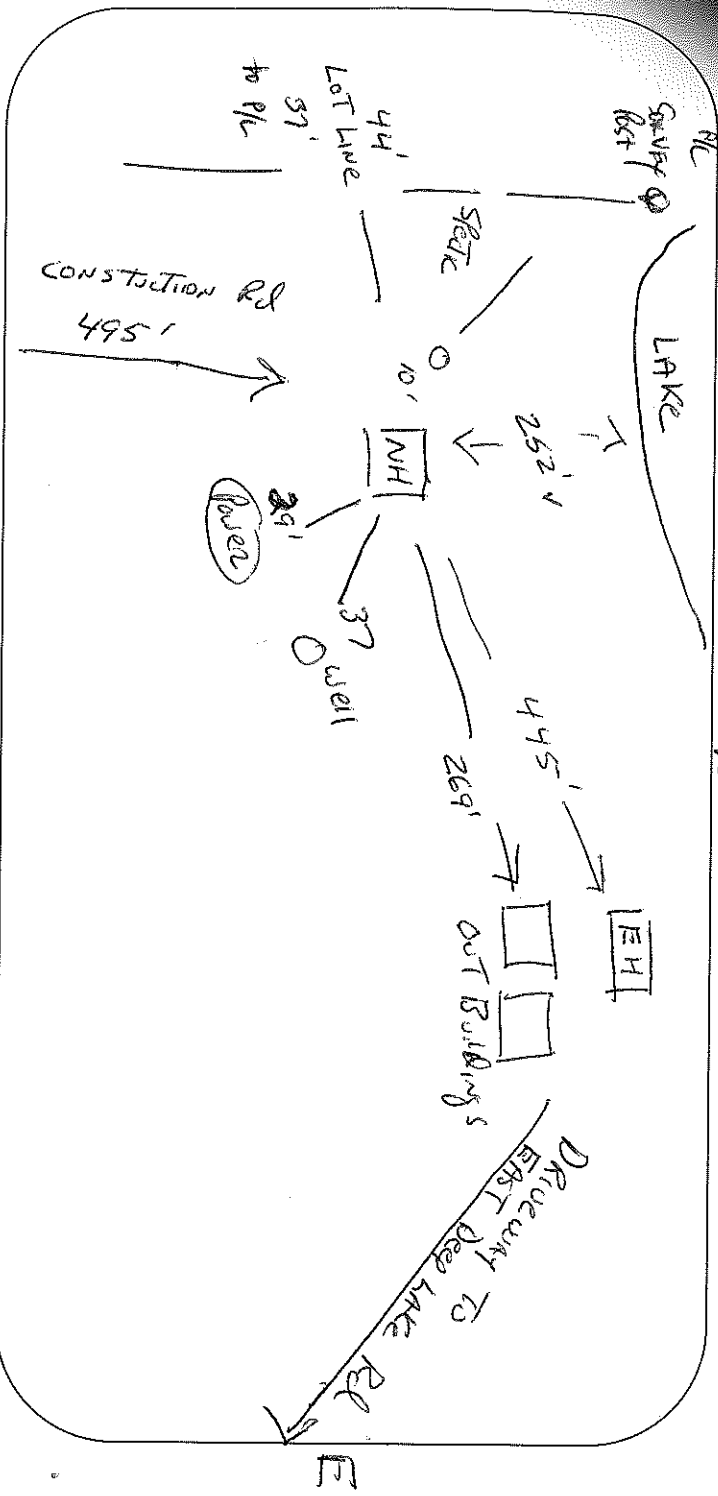 P/L
SURVEY
Post
LAKE
44'
LOT LINE
37'
to P/L
SEPTIC
CONSTUCTION Rd
495'
10'
252'
NH
29'
Power
37
well
445'
269'
EH
OUT BUILDINGS
DRIVEWAY TO
EAST Deep LAKE Rd
E